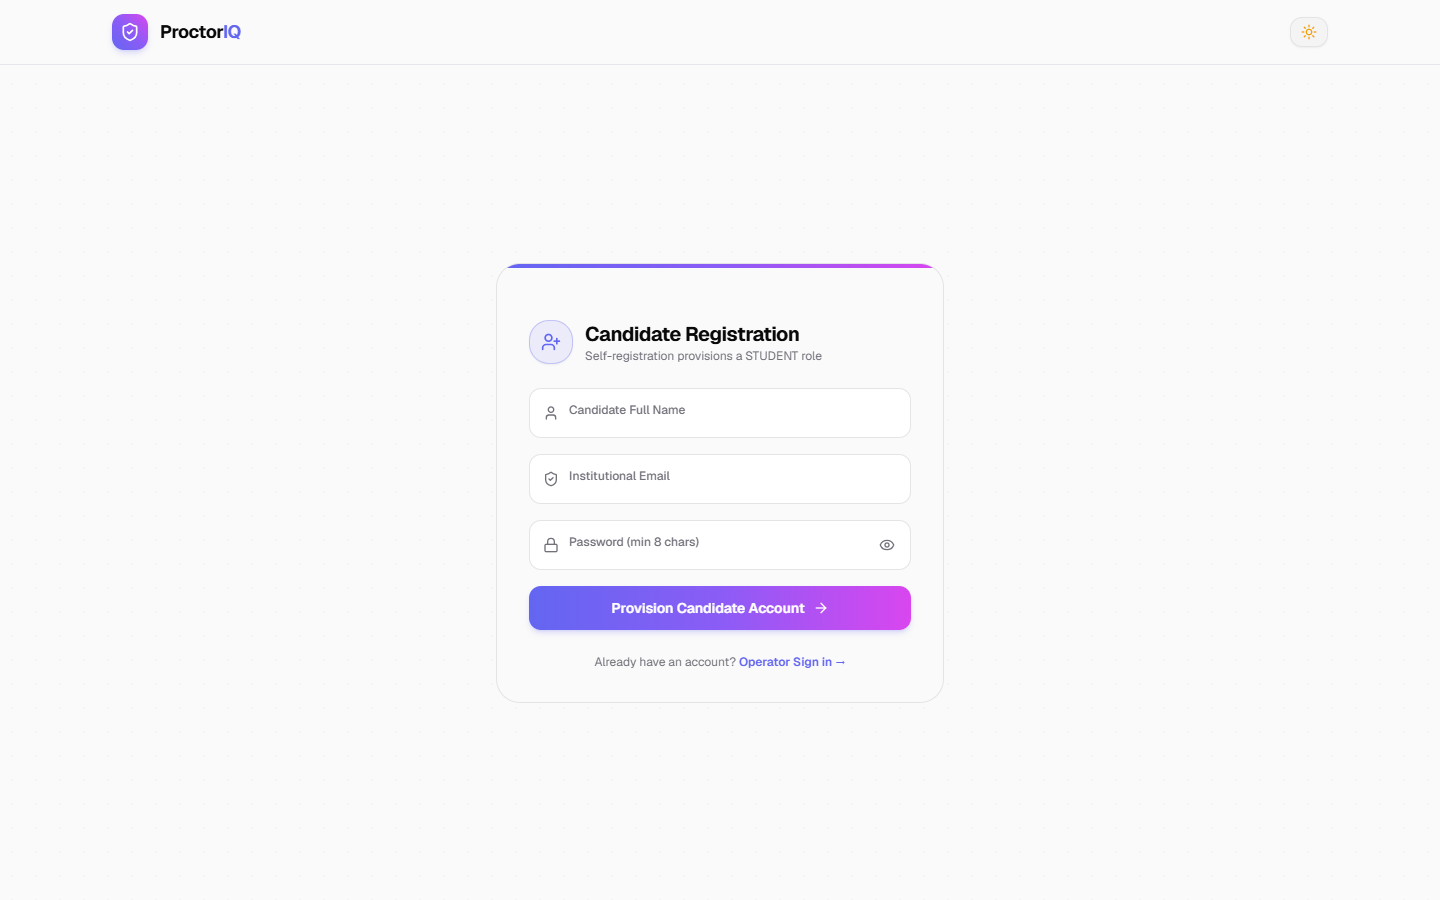 ProctorIQ
Candidate Registration
Self-registration provisions a STUDENT role
Candidate Full Name
Institutional Email
Password (min 8 chars)
Provision Candidate Account →
Already have an account? Operator Sign in →